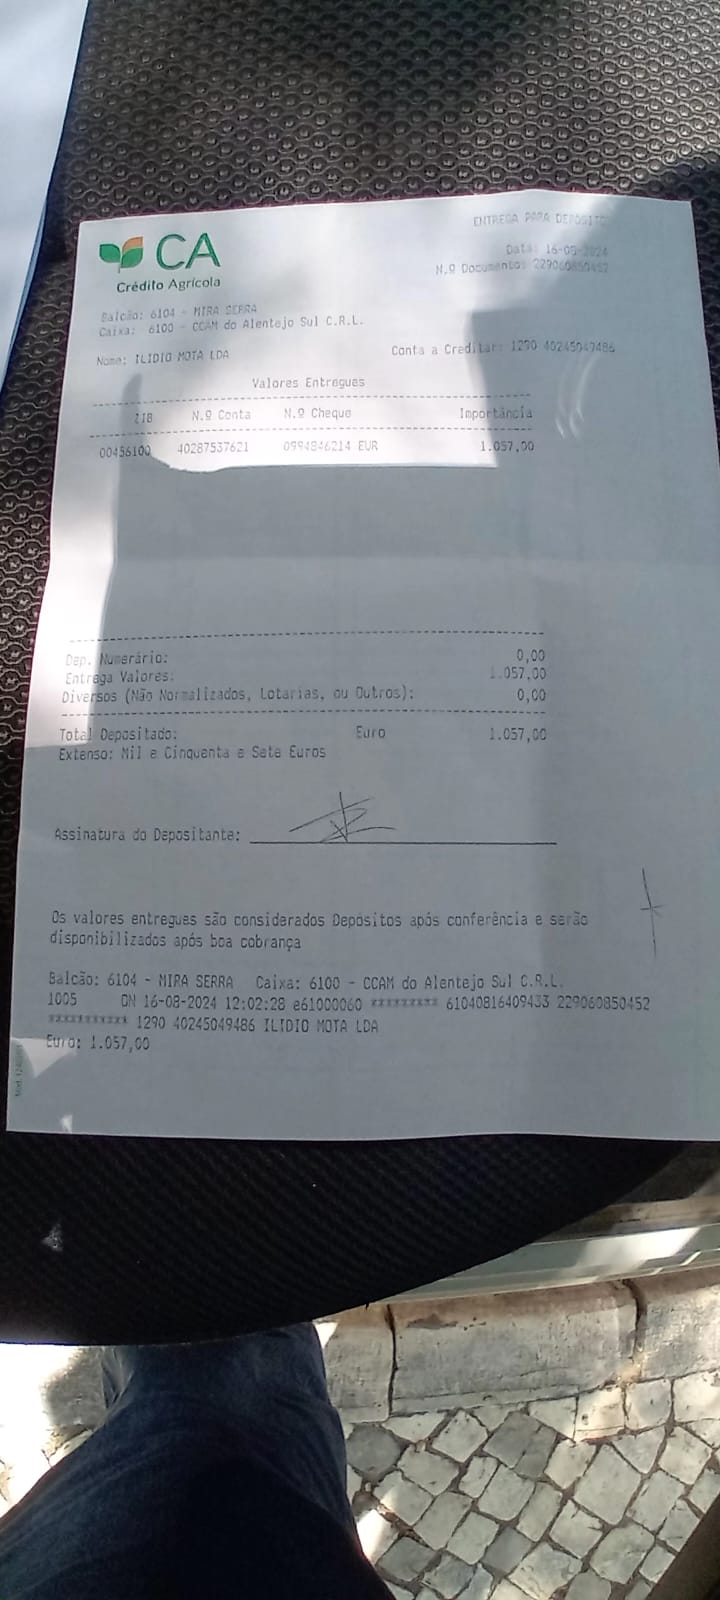 ENTREGA PARA DEPÓSITO
CA
Crédito Agrícola
Data: 16-08-2024
N.º Documento: 229060850452
Balcão: 6104 - MIRA SERRA
Caixa: 6100 - CCAM do Alentejo Sul C.R.L.
Nome: ILIDIO MOTA LDA
Conta a Creditar: 1290 40245049486
Valores Entregues
ZIB N.º Conta N.º Cheque Importância
00456100 40287537621 0994846214 EUR 1.057,00
Dep. Numerário: 0,00
Entrega Valores: 1.057,00
Diversos (Não Normalizados, Lotarias, ou Outros): 0,00
Total Depositado: Euro 1.057,00
Extenso: Mil e Cinquenta e Sete Euros
Assinatura do Depositante:
Os valores entregues são considerados Depósitos após conferência e serão
disponibilizados após boa cobrança
Balcão: 6104 - MIRA SERRA Caixa: 6100 - CCAM do Alentejo Sul C.R.L.
1005 ON 16-08-2024 12:02:28 e61000060 ********* 61040816409433 229060850452
*********** 1290 40245049486 ILIDIO MOTA LDA
Euro: 1.057,00